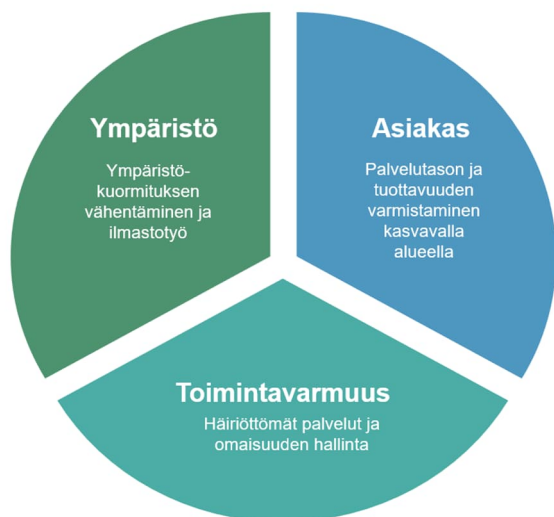 Ympäristö
Ympäristö-
kuormituksen
vähentäminen ja
ilmastotyö
Asiakas
Palvelutason ja
tuottavuuden
varmistaminen
kasvavalla
alueella
Toimintavarmuus
Häiriöttömät palvelut ja
omaisuuden hallinta